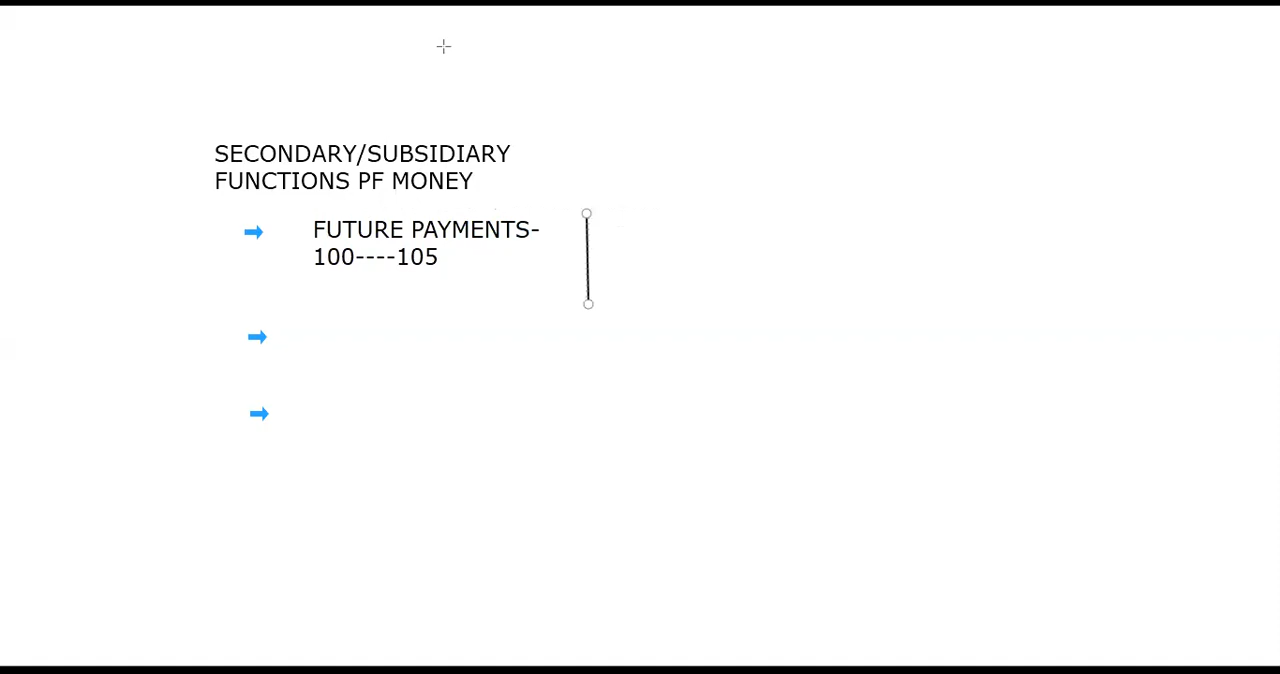 SECONDARY/SUBSIDIARY
FUNCTIONS PF MONEY
FUTURE PAYMENTS-
100----105